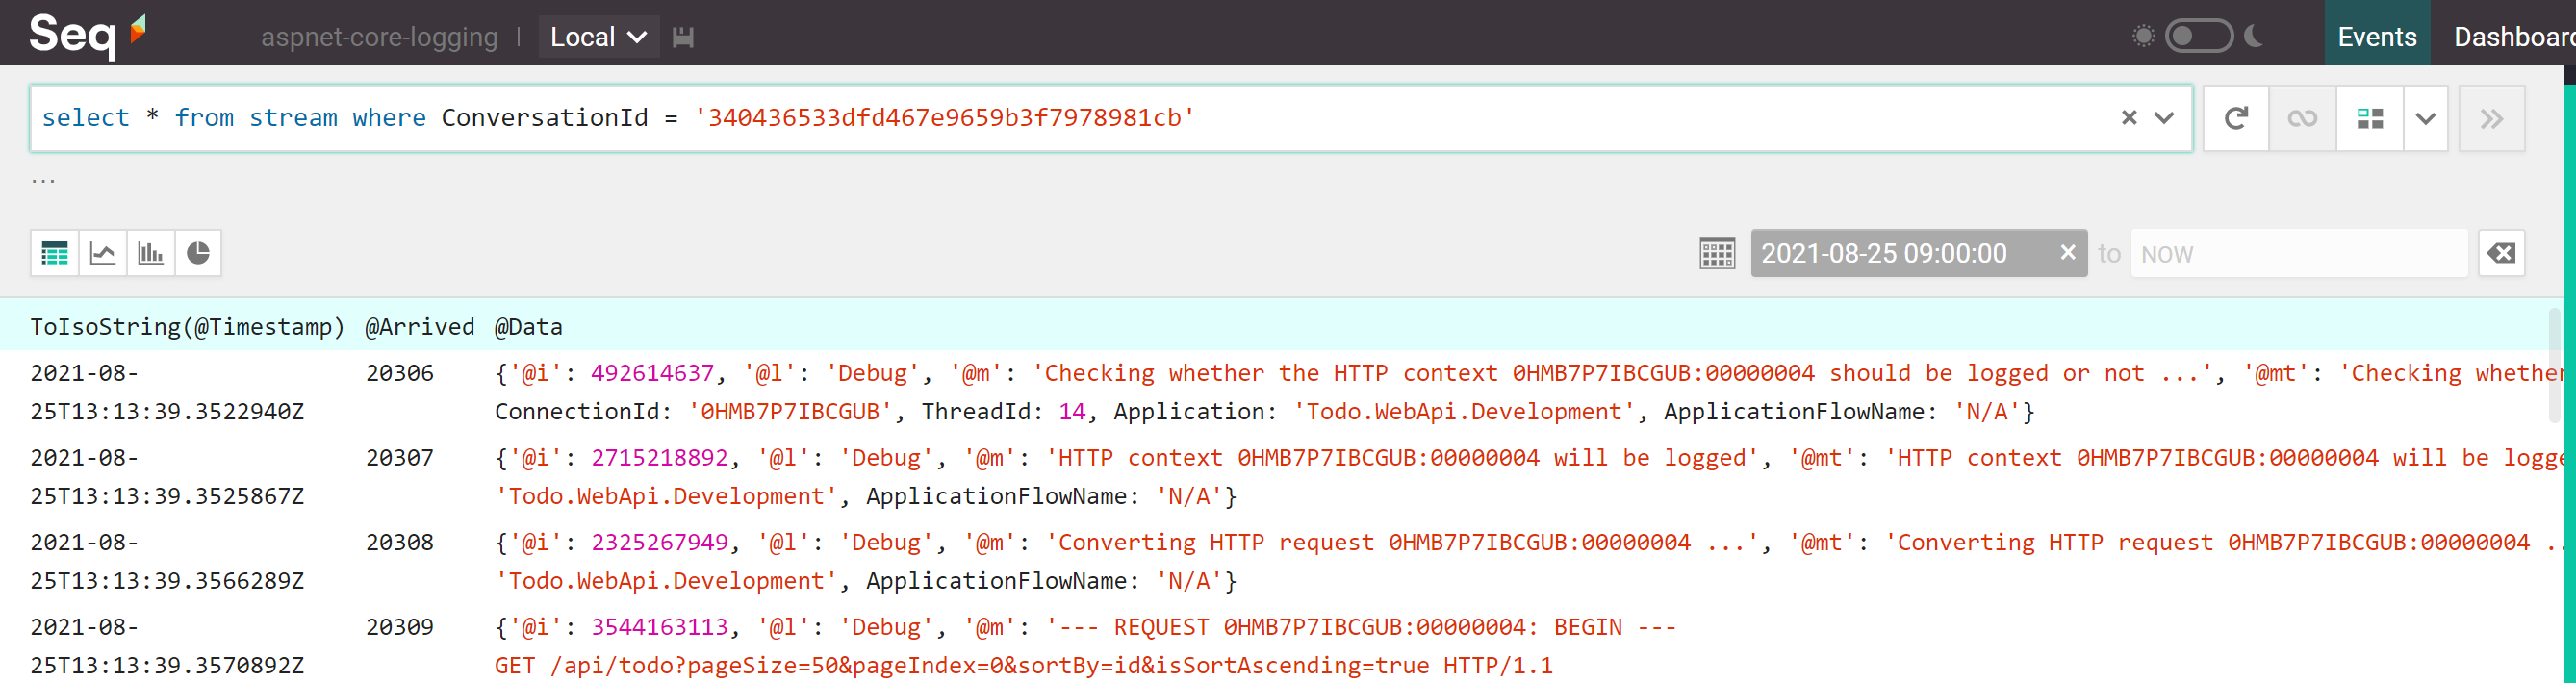 Seq aspnet-core-logging | Local Events Dashboard
select * from stream where ConversationId = '340436533dfd467e9659b3f7978981cb'
...
2021-08-25 09:00:00 to NOW
ToIsoString(@Timestamp) @Arrived @Data
2021-08- 20306 {'@i': 492614637, '@l': 'Debug', '@m': 'Checking whether the HTTP context 0HMB7P7IBCGUB:00000004 should be logged or not ...', '@mt': 'Checking whether
25T13:13:39.3522940Z ConnectionId: '0HMB7P7IBCGUB', ThreadId: 14, Application: 'Todo.WebApi.Development', ApplicationFlowName: 'N/A'}
2021-08- 20307 {'@i': 2715218892, '@l': 'Debug', '@m': 'HTTP context 0HMB7P7IBCGUB:00000004 will be logged', '@mt': 'HTTP context 0HMB7P7IBCGUB:00000004 will be logge
25T13:13:39.3525867Z 'Todo.WebApi.Development', ApplicationFlowName: 'N/A'}
2021-08- 20308 {'@i': 2325267949, '@l': 'Debug', '@m': 'Converting HTTP request 0HMB7P7IBCGUB:00000004 ...', '@mt': 'Converting HTTP request 0HMB7P7IBCGUB:00000004 ..
25T13:13:39.3566289Z 'Todo.WebApi.Development', ApplicationFlowName: 'N/A'}
2021-08- 20309 {'@i': 3544163113, '@l': 'Debug', '@m': '--- REQUEST 0HMB7P7IBCGUB:00000004: BEGIN ---
25T13:13:39.3570892Z GET /api/todo?pageSize=50&pageIndex=0&sortBy=id&isSortAscending=true HTTP/1.1